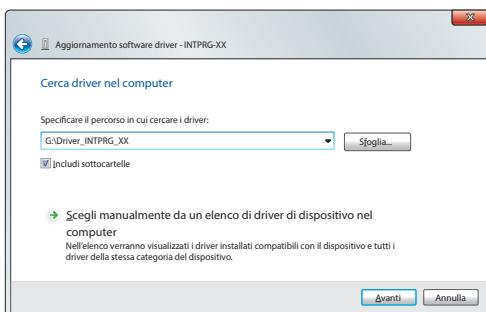 Aggiornamento software driver - INTPRG-XX
Cerca driver nel computer
Specificare il percorso in cui cercare i driver:
G:\Driver_INTPRG_XX
Sfoglia...
Includi sottocartelle
Scegli manualmente da un elenco di driver di dispositivo nel
computer
Nell'elenco verranno visualizzati i driver installati compatibili con il dispositivo e tutti i
driver della stessa categoria del dispositivo.
Avanti
Annulla